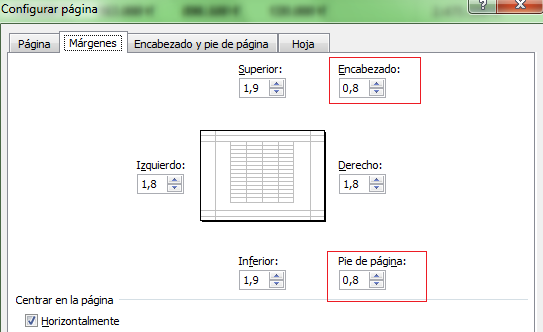 Configurar página
Página Márgenes Encabezado y pie de página Hoja
Superior: Encabezado:
1,9 0,8
Izquierdo: Derecho:
1,8 1,8
Inferior: Pie de página:
1,9 0,8
Centrar en la página
Horizontalmente